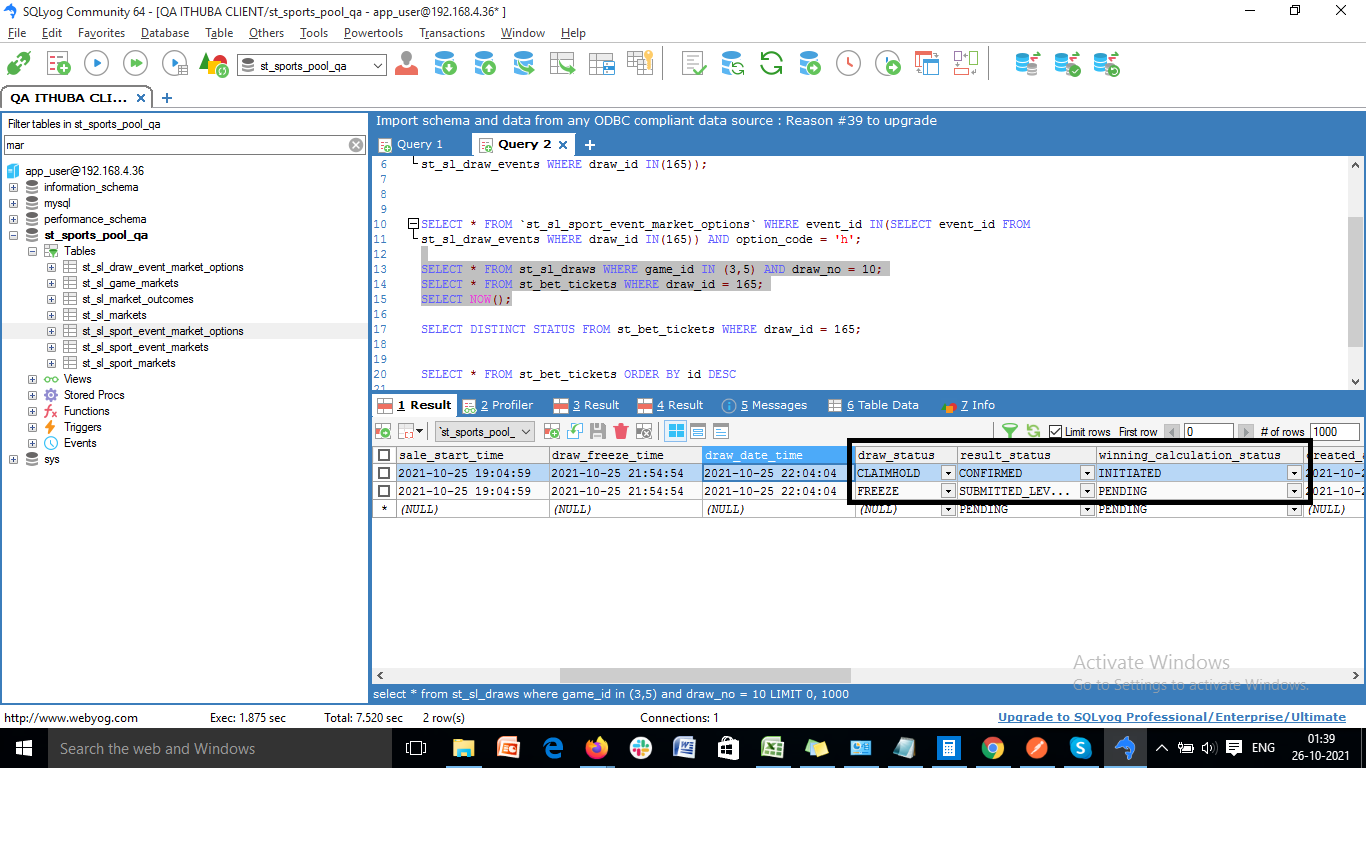 SQLyog Community 64 - [QA ITHUBA CLIENT/st_sports_pool_qa - app_user@192.168.4.36* ]
File Edit Favorites Database Table Others Tools Powertools Transactions Window Help
st_sports_pool_qa
QA ITHUBA CLI... × +
Filter tables in st_sports_pool_qa
mar
app_user@192.168.4.36
information_schema
mysql
performance_schema
st_sports_pool_qa
Tables
st_sl_draw_event_market_options
st_sl_game_markets
st_sl_market_outcomes
st_sl_markets
st_sl_sport_event_market_options
st_sl_sport_event_markets
st_sl_sport_markets
Views
Stored Procs
Functions
Triggers
Events
sys
Import schema and data from any ODBC compliant data source : Reason #39 to upgrade
Query 1 Query 2 × +
6 st_sl_draw_events WHERE draw_id IN(165));
7
8
9
10 SELECT * FROM `st_sl_sport_event_market_options` WHERE event_id IN(SELECT event_id FROM
11 st_sl_draw_events WHERE draw_id IN(165)) AND option_code = 'h';
12
13 SELECT * FROM st_sl_draws WHERE game_id IN (3,5) AND draw_no = 10;
14 SELECT * FROM st_bet_tickets WHERE draw_id = 165;
15 SELECT NOW();
16
17 SELECT DISTINCT STATUS FROM st_bet_tickets WHERE draw_id = 165;
18
19
20 SELECT * FROM st_bet_tickets ORDER BY id DESC
21
1 Result 2 Profiler 3 Result 4 Result 5 Messages 6 Table Data 7 Info
`st_sports_pool_ Limit rows First row 0 # of rows 1000
sale_start_time draw_freeze_time draw_date_time draw_status result_status winning_calculation_status
2021-10-25 19:04:59 2021-10-25 21:54:54 2021-10-25 22:04:04 CLAIMHOLD CONFIRMED INITIATED
2021-10-25 19:04:59 2021-10-25 21:54:54 2021-10-25 22:04:04 FREEZE SUBMITTED_LEV... PENDING
* (NULL) (NULL) (NULL) (NULL) PENDING PENDING (NULL)
Activate Windows
Go to Settings to activate Windows.
select * from st_sl_draws where game_id in (3,5) and draw_no = 10 LIMIT 0, 1000
http://www.webyog.com Exec: 1.875 sec Total: 7.520 sec 2 row(s) Connections: 1 Upgrade to SQLyog Professional/Enterprise/Ultimate
Search the web and Windows
ENG
01:39
26-10-2021